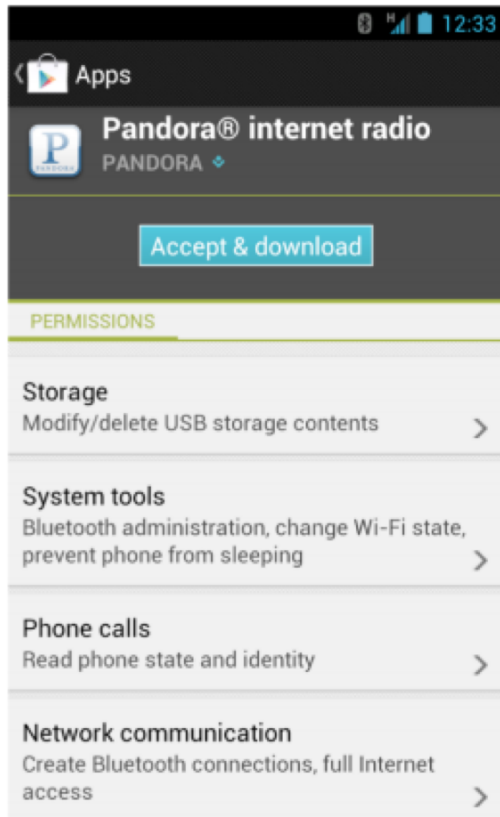 H 12:33
Apps
Pandora® internet radio
P
PANDORA
PANDORA
Accept & download
PERMISSIONS
Storage
Modify/delete USB storage contents
System tools
Bluetooth administration, change Wi-Fi state,
prevent phone from sleeping
Phone calls
Read phone state and identity
Network communication
Create Bluetooth connections, full Internet
access